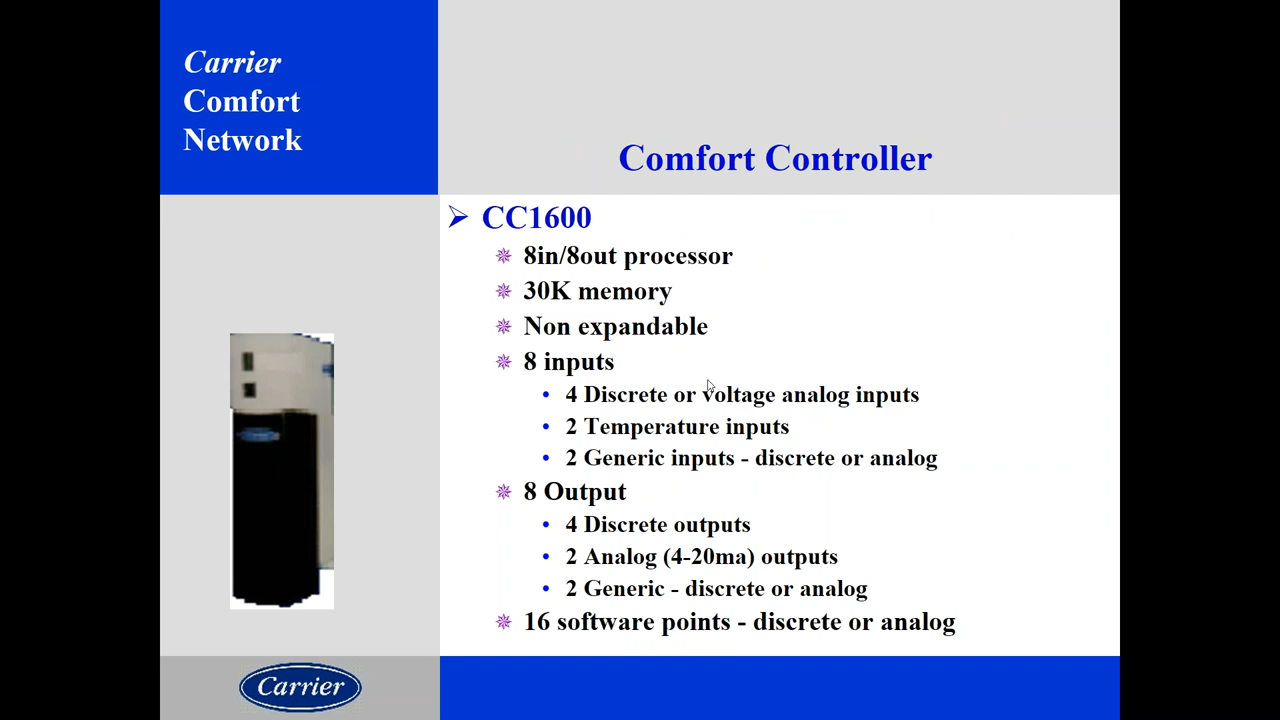 Carrier
Comfort
Network
Comfort Controller
CC1600
8in/8out processor
30K memory
Non expandable
8 inputs
4 Discrete or voltage analog inputs
2 Temperature inputs
2 Generic inputs - discrete or analog
8 Output
4 Discrete outputs
2 Analog (4-20ma) outputs
2 Generic - discrete or analog
16 software points - discrete or analog
Carrier